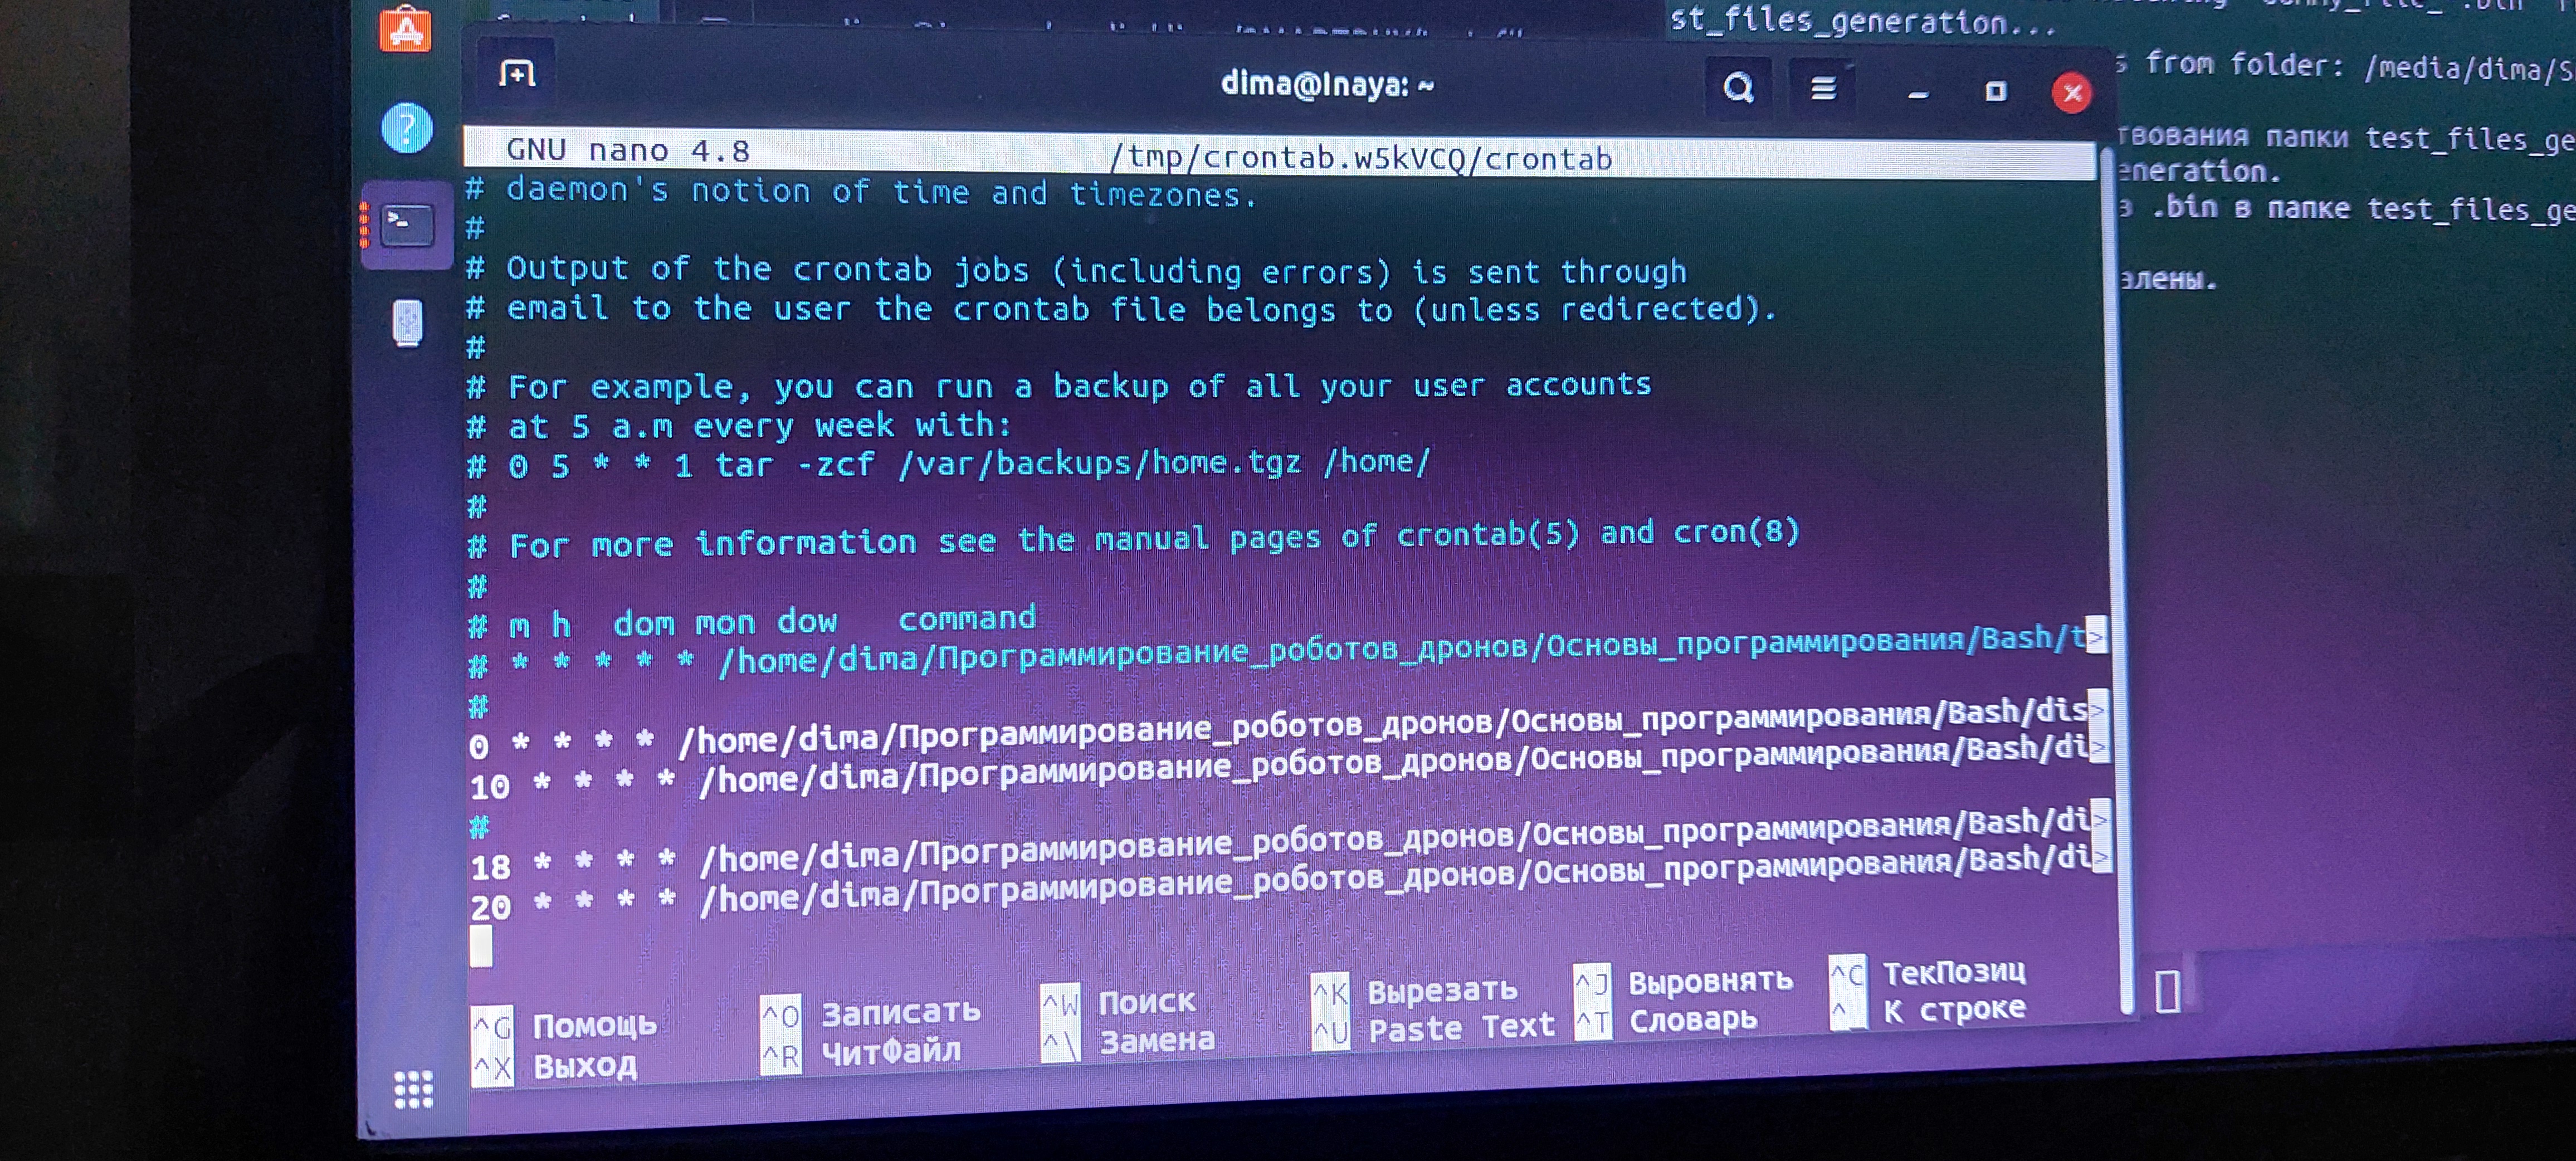 st_files_generation...
dima@Inaya: ~
s from folder: /media/dima/S
GNU nano 4.8 /tmp/crontab.w5kVCQ/crontab
твования папки test_files_ge
eneration.
з .bin в папке test_files_ge
элены.
# daemon's notion of time and timezones.
#
# Output of the crontab jobs (including errors) is sent through
# email to the user the crontab file belongs to (unless redirected).
#
# For example, you can run a backup of all your user accounts
# at 5 a.m every week with:
# 0 5 * * 1 tar -zcf /var/backups/home.tgz /home/
#
# For more information see the manual pages of crontab(5) and cron(8)
#
# m h  dom mon dow   command
# * * * * * /home/dima/Программирование_роботов_дронов/Основы_программирования/Bash/t>
#
0 * * * * /home/dima/Программирование_роботов_дронов/Основы_программирования/Bash/dis>
10 * * * * /home/dima/Программирование_роботов_дронов/Основы_программирования/Bash/di>
#
18 * * * * /home/dima/Программирование_роботов_дронов/Основы_программирования/Bash/di>
20 * * * * /home/dima/Программирование_роботов_дронов/Основы_программирования/Bash/di>
^G Помощь ^O Записать ^W Поиск ^K Вырезать ^J Выровнять ^C ТекПозиц
^X Выход ^R ЧитФайл ^\ Замена ^U Paste Text ^T Словарь ^_ К строке